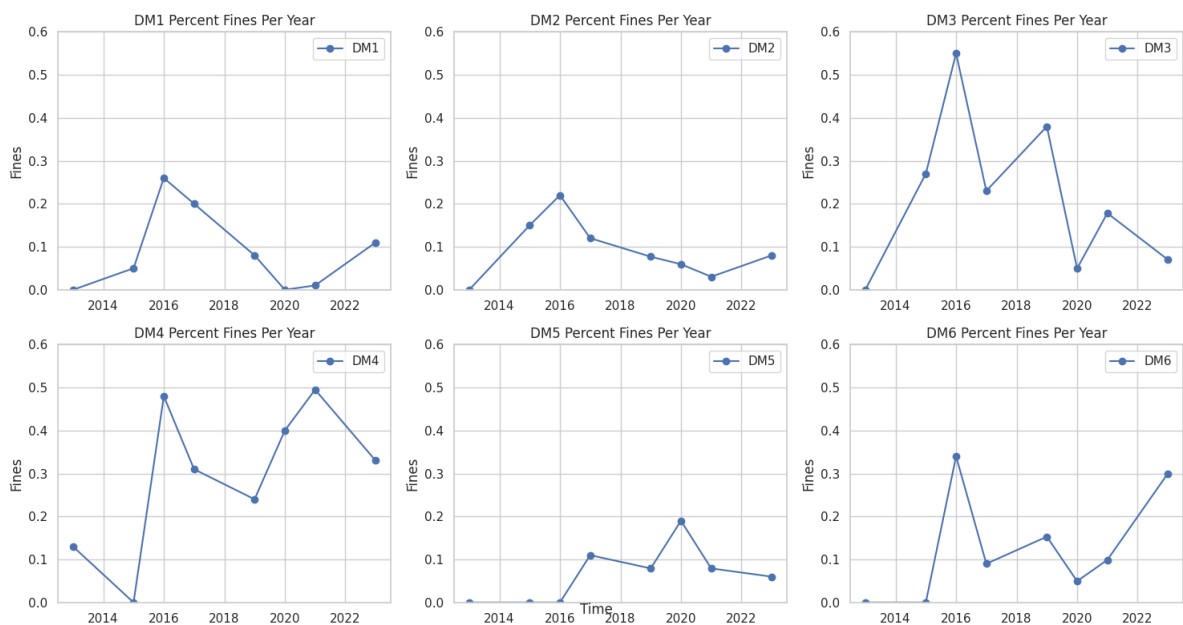 DM1 Percent Fines Per Year
DM2 Percent Fines Per Year
DM3 Percent Fines Per Year
0.6
0.5
0.4
0.3
0.2
0.1
0.0
Fines
DM1
2014 2016 2018 2020 2022
0.6
0.5
0.4
0.3
0.2
0.1
0.0
Fines
DM2
2014 2016 2018 2020 2022
0.6
0.5
0.4
0.3
0.2
0.1
0.0
Fines
DM3
2014 2016 2018 2020 2022
DM4 Percent Fines Per Year
DM5 Percent Fines Per Year
DM6 Percent Fines Per Year
0.6
0.5
0.4
0.3
0.2
0.1
0.0
Fines
DM4
2014 2016 2018 2020 2022
0.6
0.5
0.4
0.3
0.2
0.1
0.0
Fines
DM5
2014 2016 2018 2020 2022
Time
0.6
0.5
0.4
0.3
0.2
0.1
0.0
Fines
DM6
2014 2016 2018 2020 2022